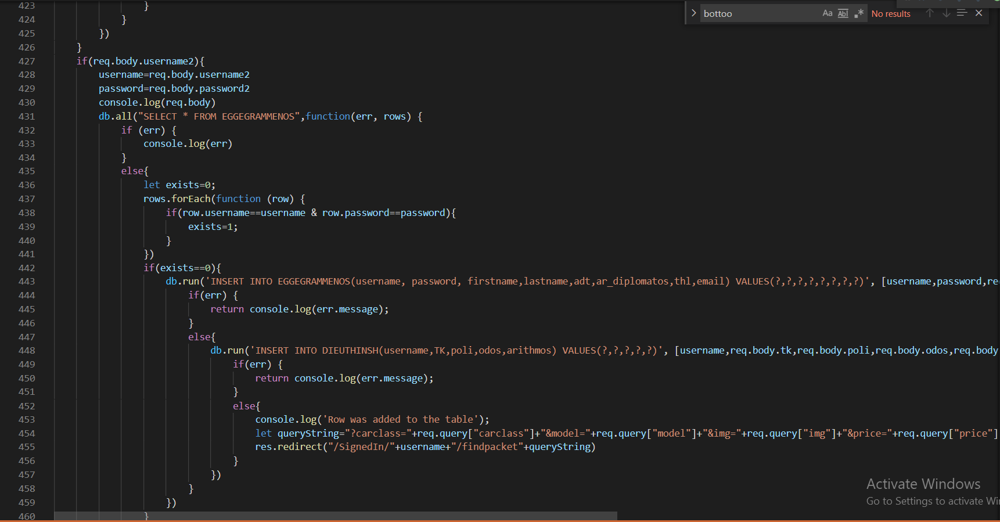 bottoo Aa Abl .* No results
423 }
424 }
425 })
426 }
427 if(req.body.username2){
428 username=req.body.username2
429 password=req.body.password2
430 console.log(req.body)
431 db.all("SELECT * FROM EGGEGRAMMENOS",function(err, rows) {
432 if (err) {
433 console.log(err)
434 }
435 else{
436 let exists=0;
437 rows.forEach(function (row) {
438 if(row.username==username & row.password==password){
439 exists=1;
440 }
441 })
442 if(exists==0){
443 db.run('INSERT INTO EGGEGRAMMENOS(username, password, firstname,lastname,adt,ar_diplomatos,thl,email) VALUES(?,?,?,?,?,?,?,?)', [username,password,re
444 if(err) {
445 return console.log(err.message);
446 }
447 else{
448 db.run('INSERT INTO DIEUTHINSH(username,TK,poli,odos,arithmos) VALUES(?,?,?,?,?)', [username,req.body.tk,req.body.poli,req.body.odos,req.body
449 if(err) {
450 return console.log(err.message);
451 }
452 else{
453 console.log('Row was added to the table');
454 let queryString="?carclass="+req.query["carclass"]+"&model="+req.query["model"]+"&img="+req.query["img"]+"&price="+req.query["price"]
455 res.redirect("/SignedIn/"+username+"/findpacket"+queryString)
456 }
457 })
458 }
459 })
460 }
Activate Windows
Go to Settings to activate Wi